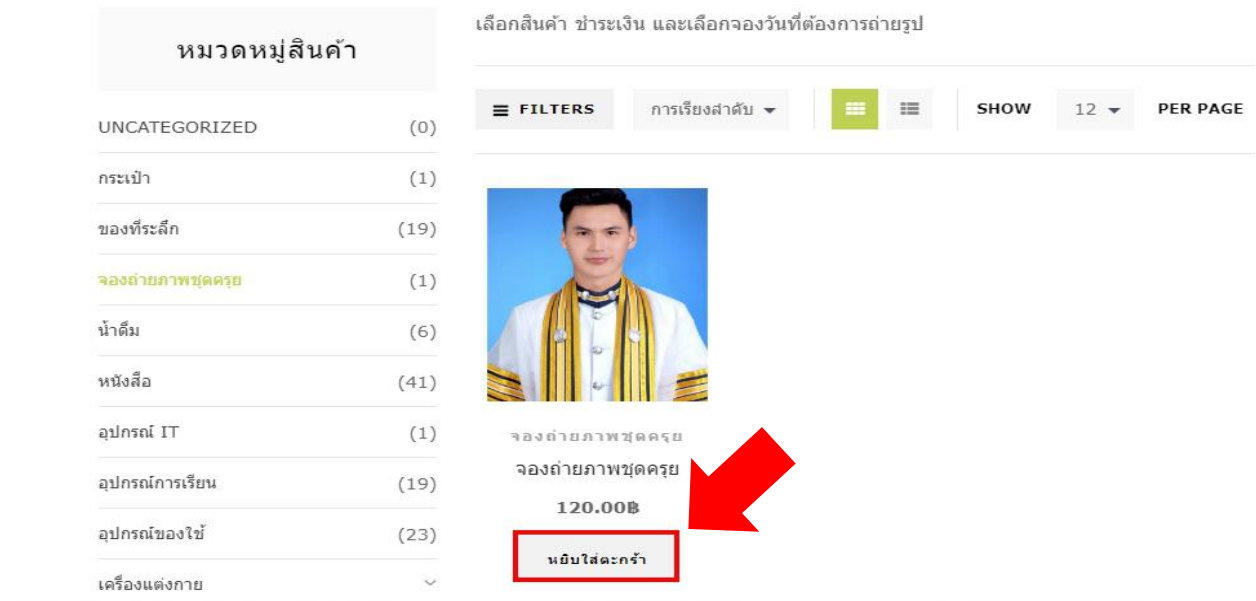 หมวดหมู่สินค้า
UNCATEGORIZED (0)
กระเป๋า (1)
ของที่ระลึก (19)
จองถ่ายภาพชุดครุย (1)
น้ำดื่ม (6)
หนังสือ (41)
อุปกรณ์ IT (1)
อุปกรณ์การเรียน (19)
อุปกรณ์ของใช้ (23)
เครื่องแต่งกาย
เลือกสินค้า ชำระเงิน และเลือกจองวันที่ต้องการถ่ายรูป
FILTERS การเรียงลำดับ SHOW 12 PER PAGE
จองถ่ายภาพชุดครุย
จองถ่ายภาพชุดครุย
120.00฿
หยิบใส่ตะกร้า